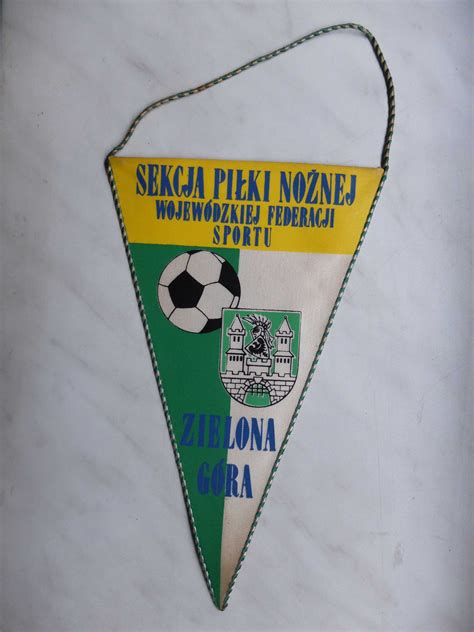 SEKCJA PIŁKI NOŻNEJ
WOJEWÓDZKIEJ FEDERACJI
SPORTU
ZIELONA
GÓRA